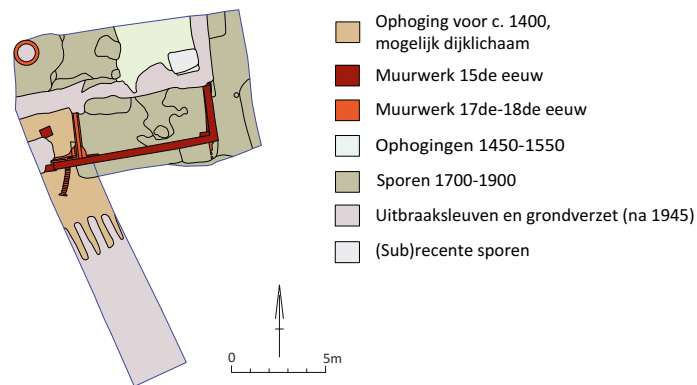 Ophoging voor c. 1400,
mogelijk dijklichaam
Muurwerk 15de eeuw
Muurwerk 17de-18de eeuw
Ophogingen 1450-1550
Sporen 1700-1900
Uitbraaksleuven en grondverzet (na 1945)
(Sub)recente sporen
0 5m